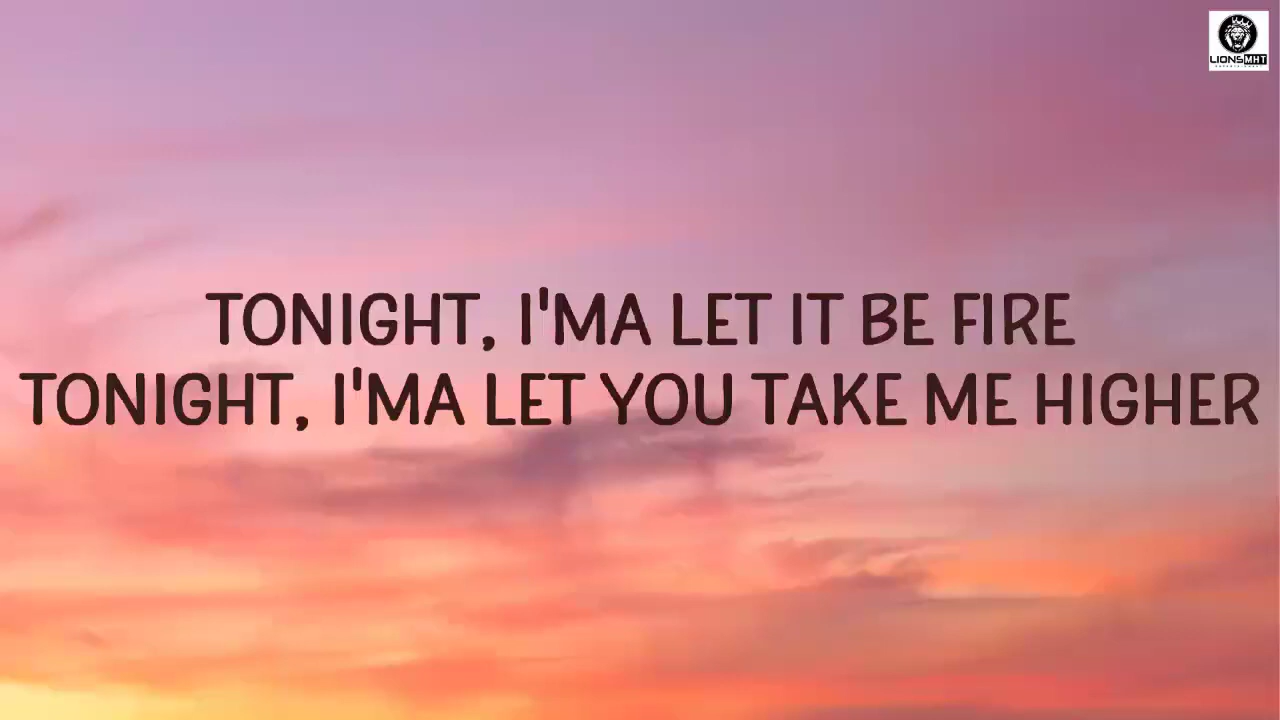 LIONSMHT
TONIGHT, I'MA LET IT BE FIRE
TONIGHT, I'MA LET YOU TAKE ME HIGHER